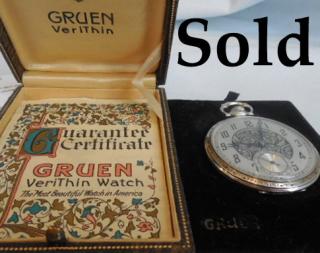 GRUEN
VeriThin
Sold
Guarantee
Certificate
GRUEN
VeriThin Watch
The Most Beautiful Watch in America
GRUEN